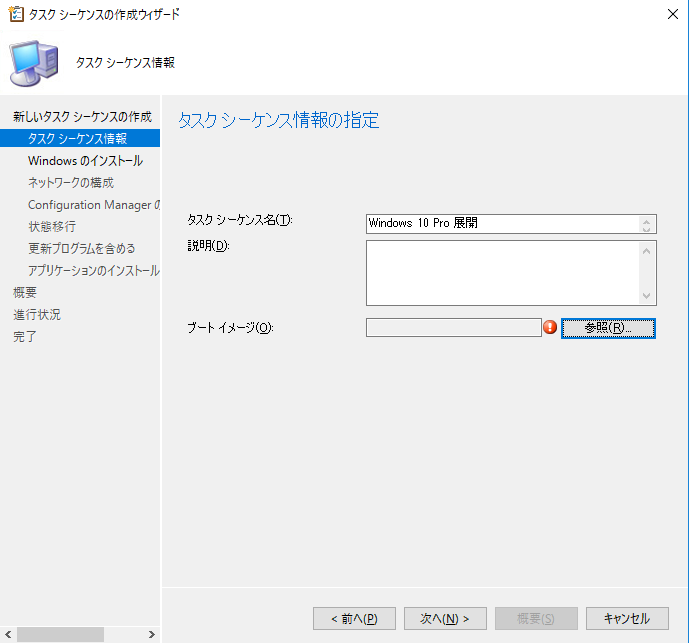 タスク シーケンスの作成ウィザード
タスク シーケンス情報
新しいタスク シーケンスの作成
タスク シーケンス情報
Windows のインストール
ネットワークの構成
Configuration Manager の
状態移行
更新プログラムを含める
アプリケーションのインストール
概要
進行状況
完了
タスク シーケンス情報の指定
タスク シーケンス名(T):
Windows 10 Pro 展開
説明(D):
ブート イメージ(O):
参照(R)...
< 前へ(P)
次へ(N) >
概要(S)
キャンセル